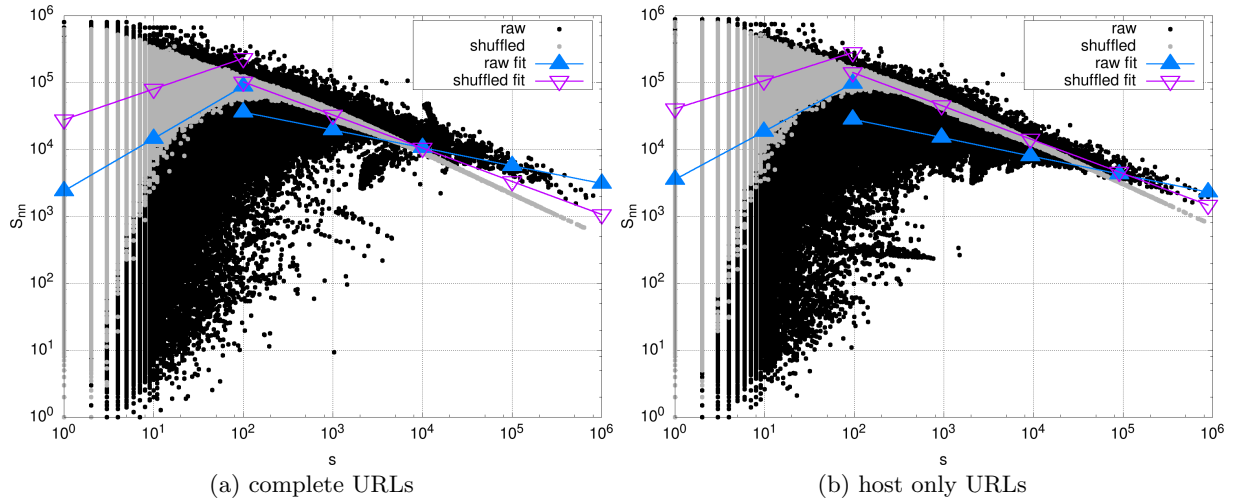 10^6
10^5
10^4
10^3
10^2
10^1
10^0
S_nn
10^0 10^1 10^2 10^3 10^4 10^5 10^6
s
raw
shuffled
raw fit
shuffled fit
(a) complete URLs
10^6
10^5
10^4
10^3
10^2
10^1
10^0
S_nn
10^0 10^1 10^2 10^3 10^4 10^5 10^6
s
raw
shuffled
raw fit
shuffled fit
(b) host only URLs